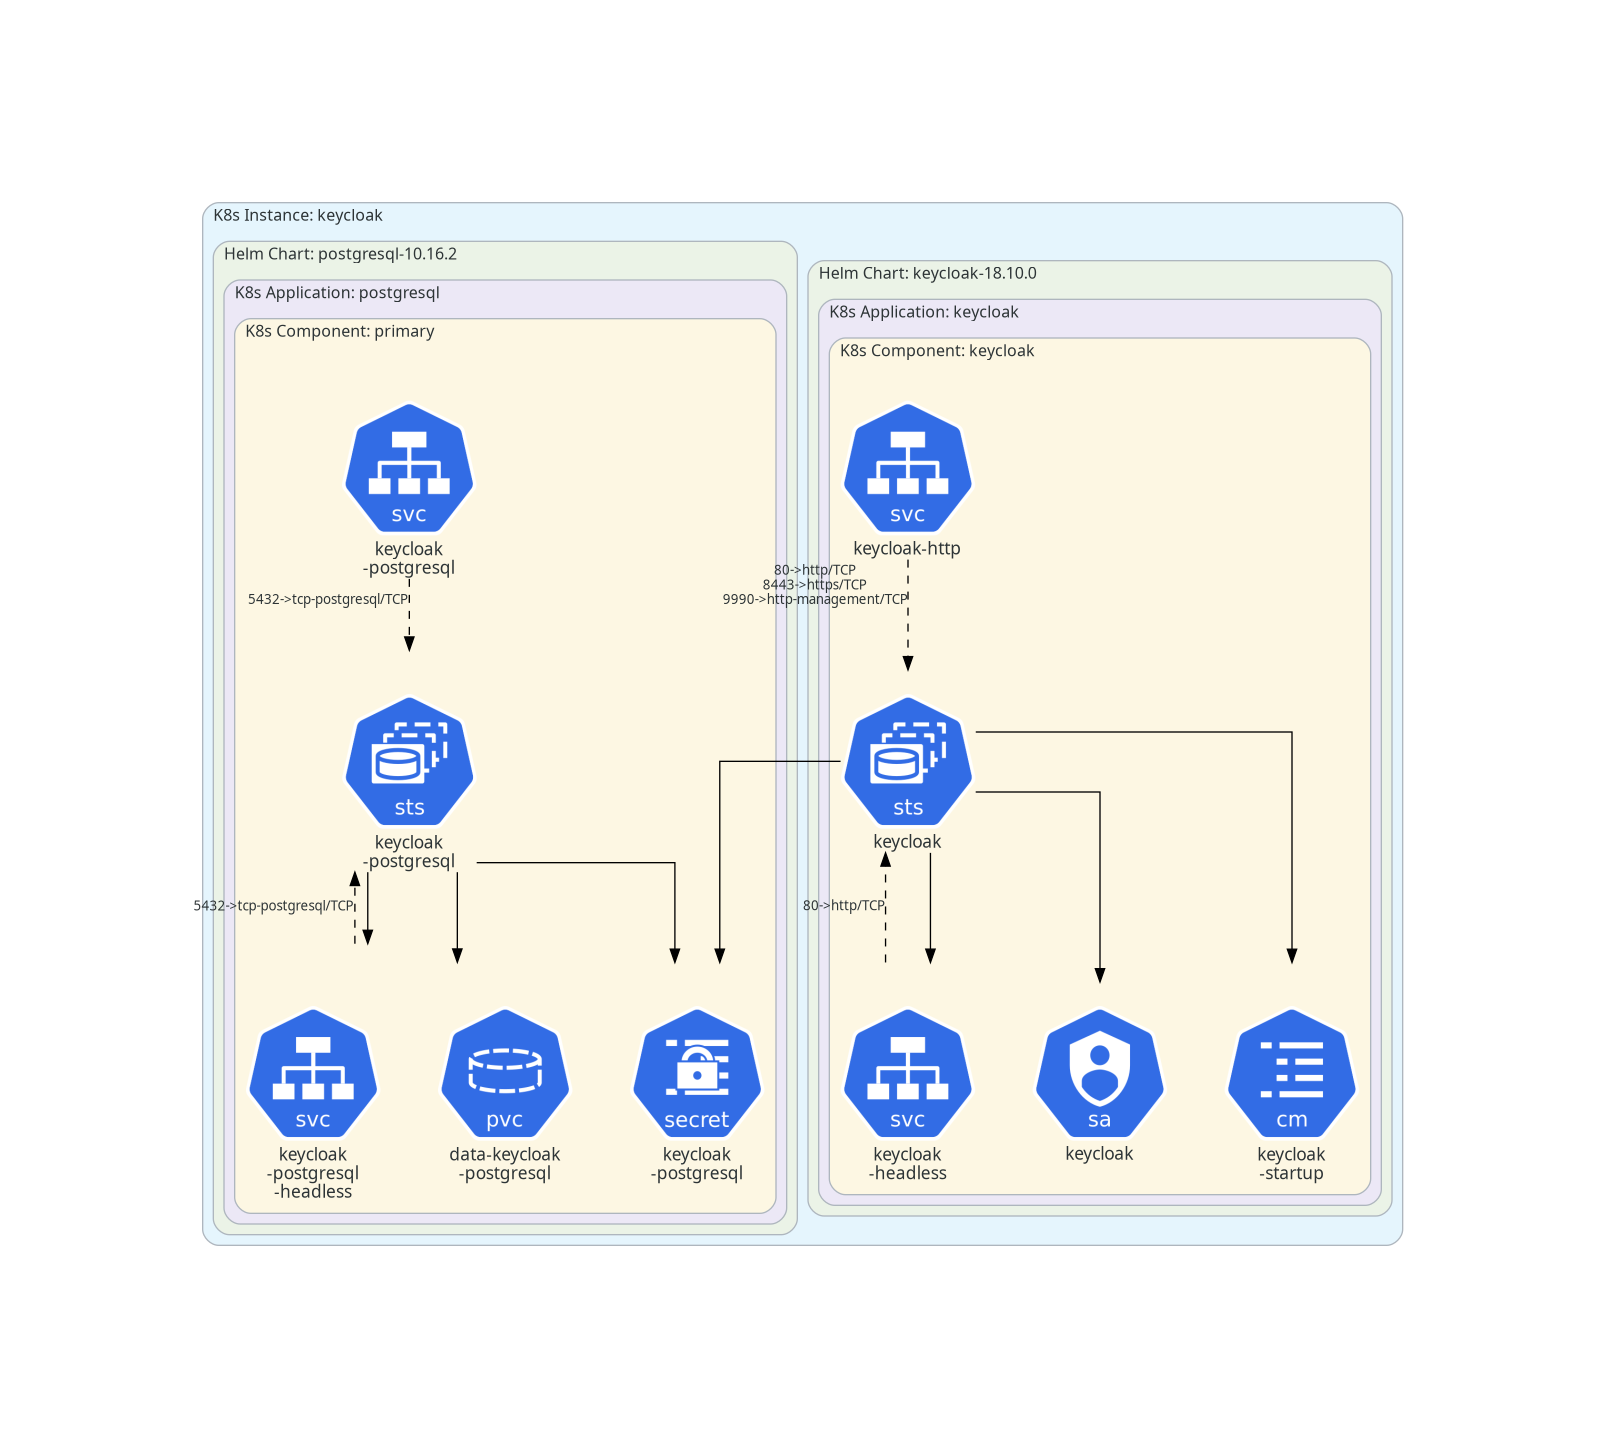 K8s Instance: keycloak
Helm Chart: postgresql-10.16.2
K8s Application: postgresql
K8s Component: primary
svc
keycloak
-postgresql
5432->tcp-postgresql/TCP
sts
keycloak
-postgresql
5432->tcp-postgresql/TCP
svc
keycloak
-postgresql
-headless
pvc
data-keycloak
-postgresql
secret
keycloak
-postgresql
Helm Chart: keycloak-18.10.0
K8s Application: keycloak
K8s Component: keycloak
svc
keycloak-http
80->http/TCP
8443->https/TCP
9990->http-management/TCP
sts
keycloak
80->http/TCP
svc
keycloak
-headless
sa
keycloak
cm
keycloak
-startup